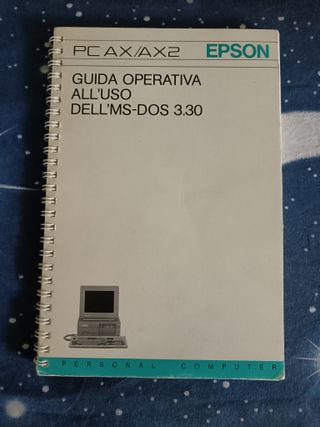 PC AX/AX2 EPSON
GUIDA OPERATIVA
ALL'USO
DELL'MS-DOS 3.30
PERSONAL COMPUTER